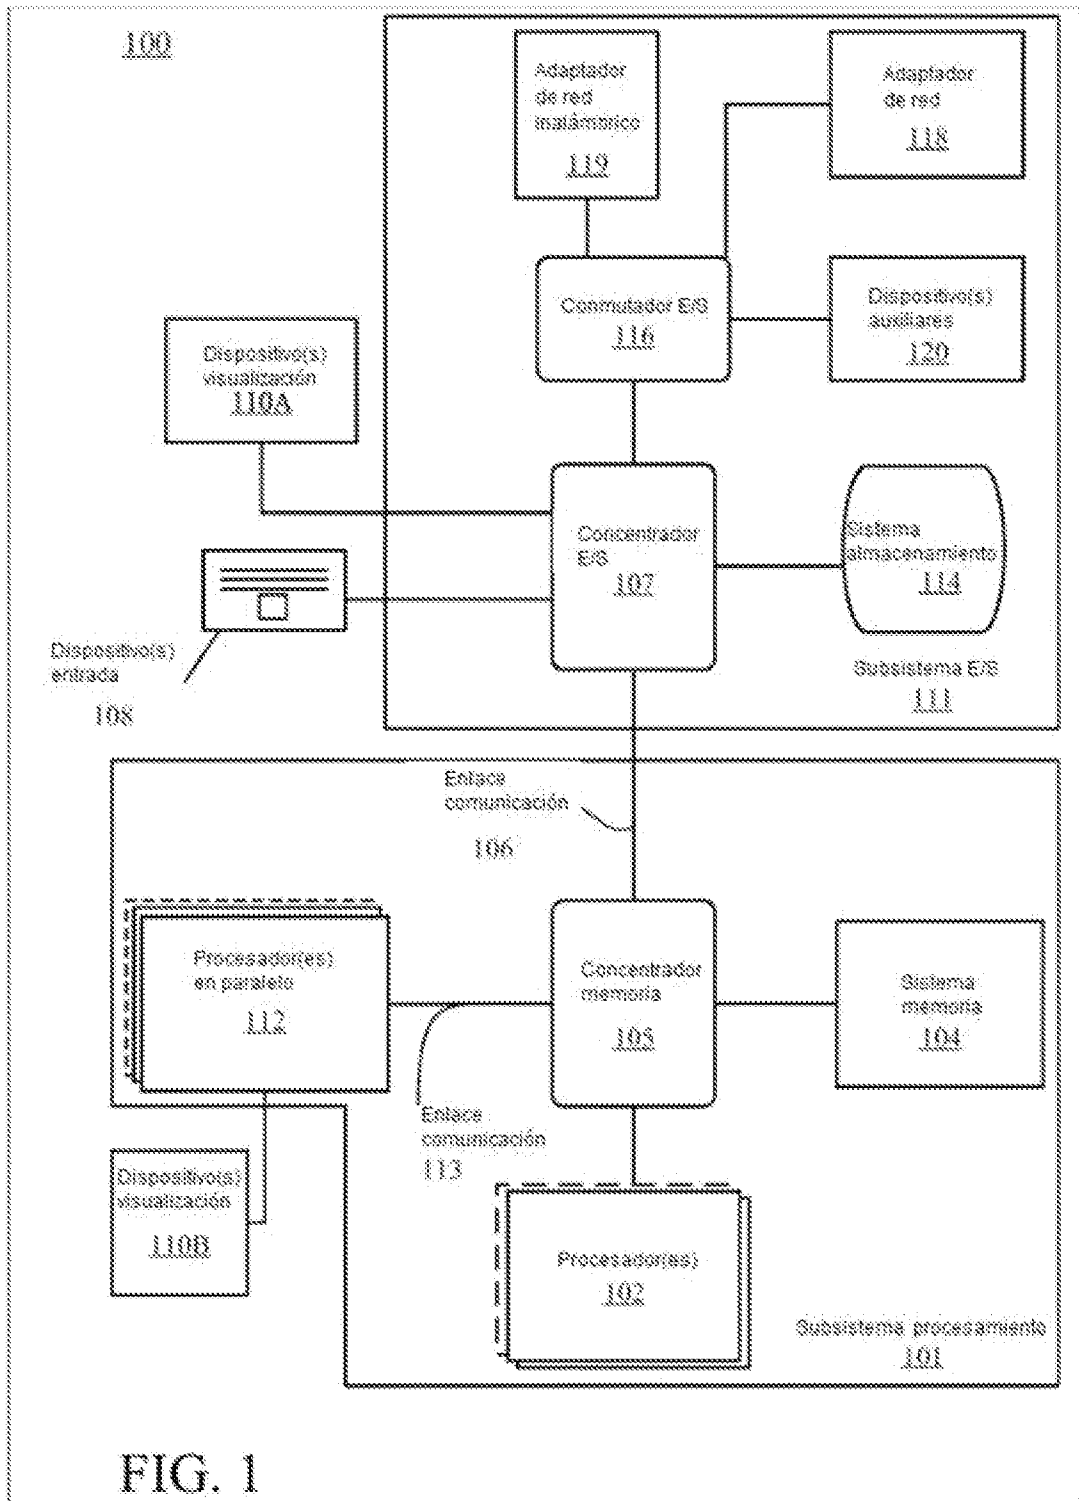 100
Adaptador
de red
inalámbrico
119
Adaptador
de red
118
Conmutador E/S
116
Dispositivo(s)
auxiliares
120
Dispositivo(s)
visualización
110A
Concentrador
E/S
107
Sistema
almacenamiento
114
Dispositivo(s)
entrada
108
Subsistema E/S
111
Enlace
comunicación
106
Procesador(es)
en paralelo
112
Concentrador
memoria
105
Sistema
memoria
104
Enlace
comunicación
113
Dispositivo(s)
visualización
110B
Procesador(es)
102
Subsistema procesamiento
101
FIG. 1